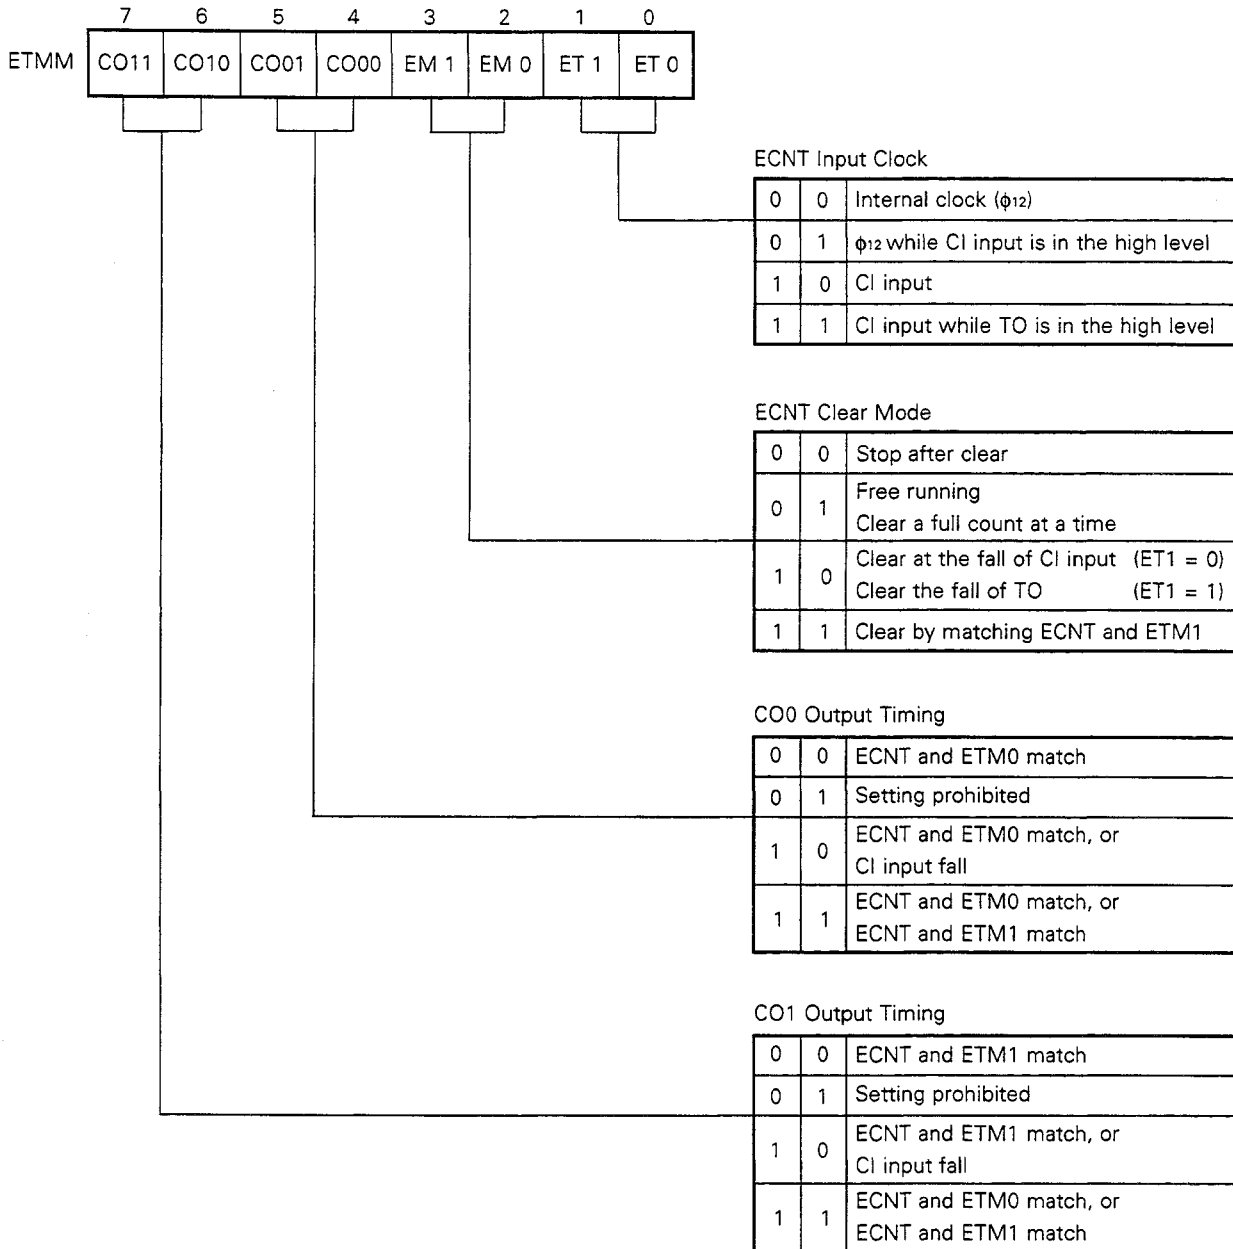 7 6 5 4 3 2 1 0
ETMM CO11 CO10 CO01 CO00 EM 1 EM 0 ET 1 ET 0
ECNT Input Clock
0 0 Internal clock (ϕ12)
0 1 ϕ12 while CI input is in the high level
1 0 CI input
1 1 CI input while TO is in the high level
ECNT Clear Mode
0 0 Stop after clear
0 1 Free running
Clear a full count at a time
1 0 Clear at the fall of CI input (ET1 = 0)
Clear the fall of TO (ET1 = 1)
1 1 Clear by matching ECNT and ETM1
CO0 Output Timing
0 0 ECNT and ETM0 match
0 1 Setting prohibited
1 0 ECNT and ETM0 match, or
CI input fall
1 1 ECNT and ETM0 match, or
ECNT and ETM1 match
CO1 Output Timing
0 0 ECNT and ETM1 match
0 1 Setting prohibited
1 0 ECNT and ETM1 match, or
CI input fall
1 1 ECNT and ETM0 match, or
ECNT and ETM1 match